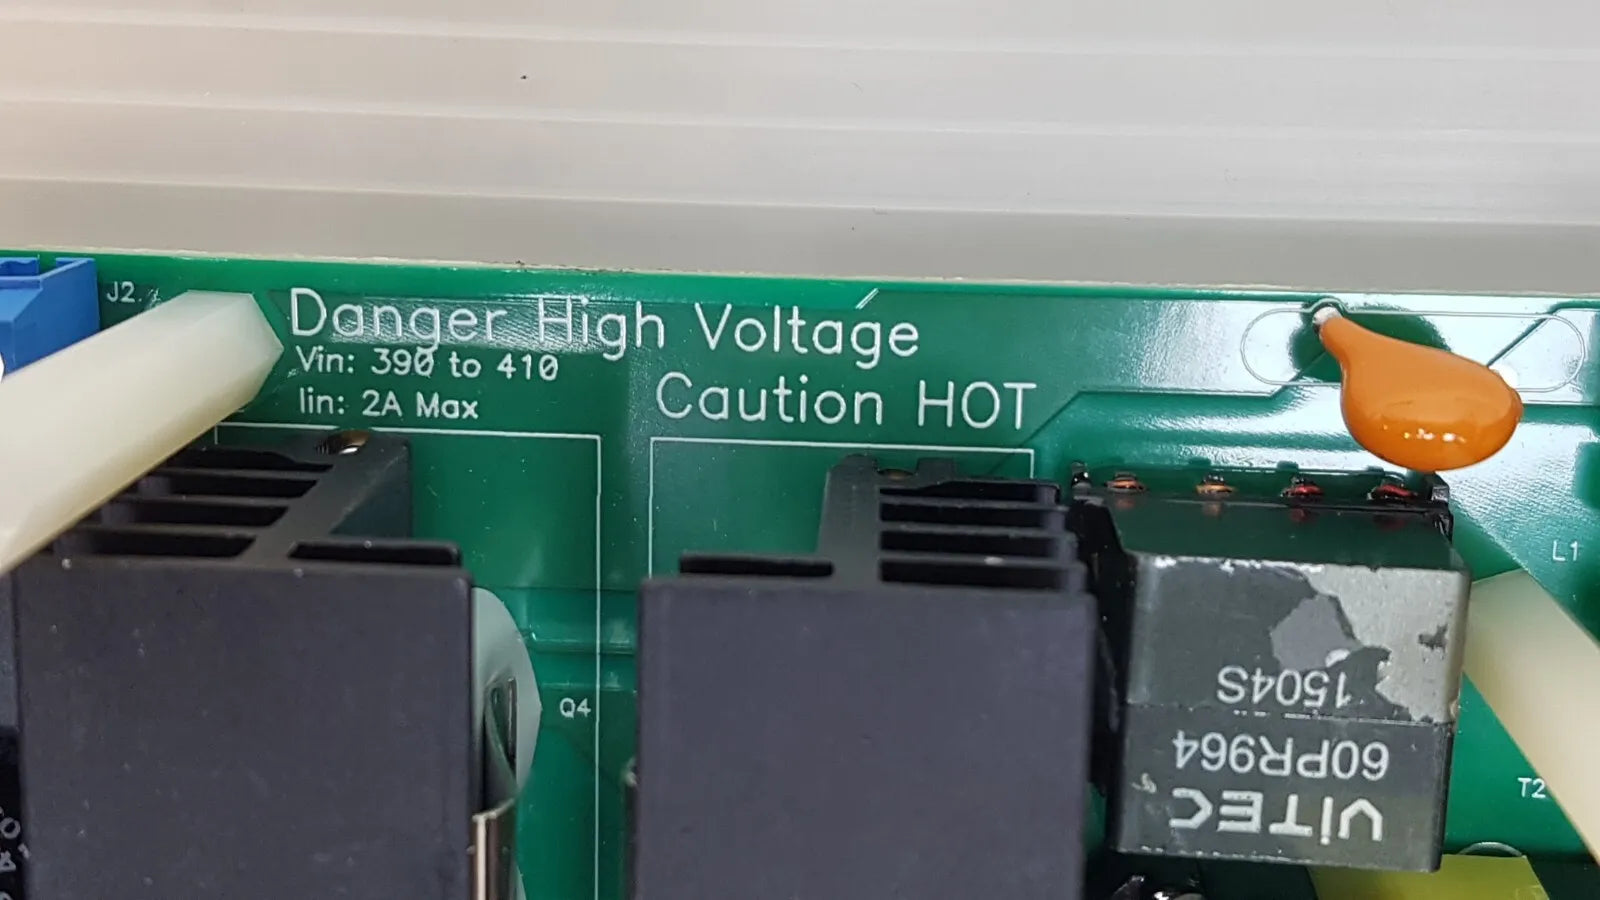 J2
Danger High Voltage
Vin: 390 to 410
Iin: 2A Max
Caution HOT
L1
Q4
T2
ViTEC
60PR964
1504S